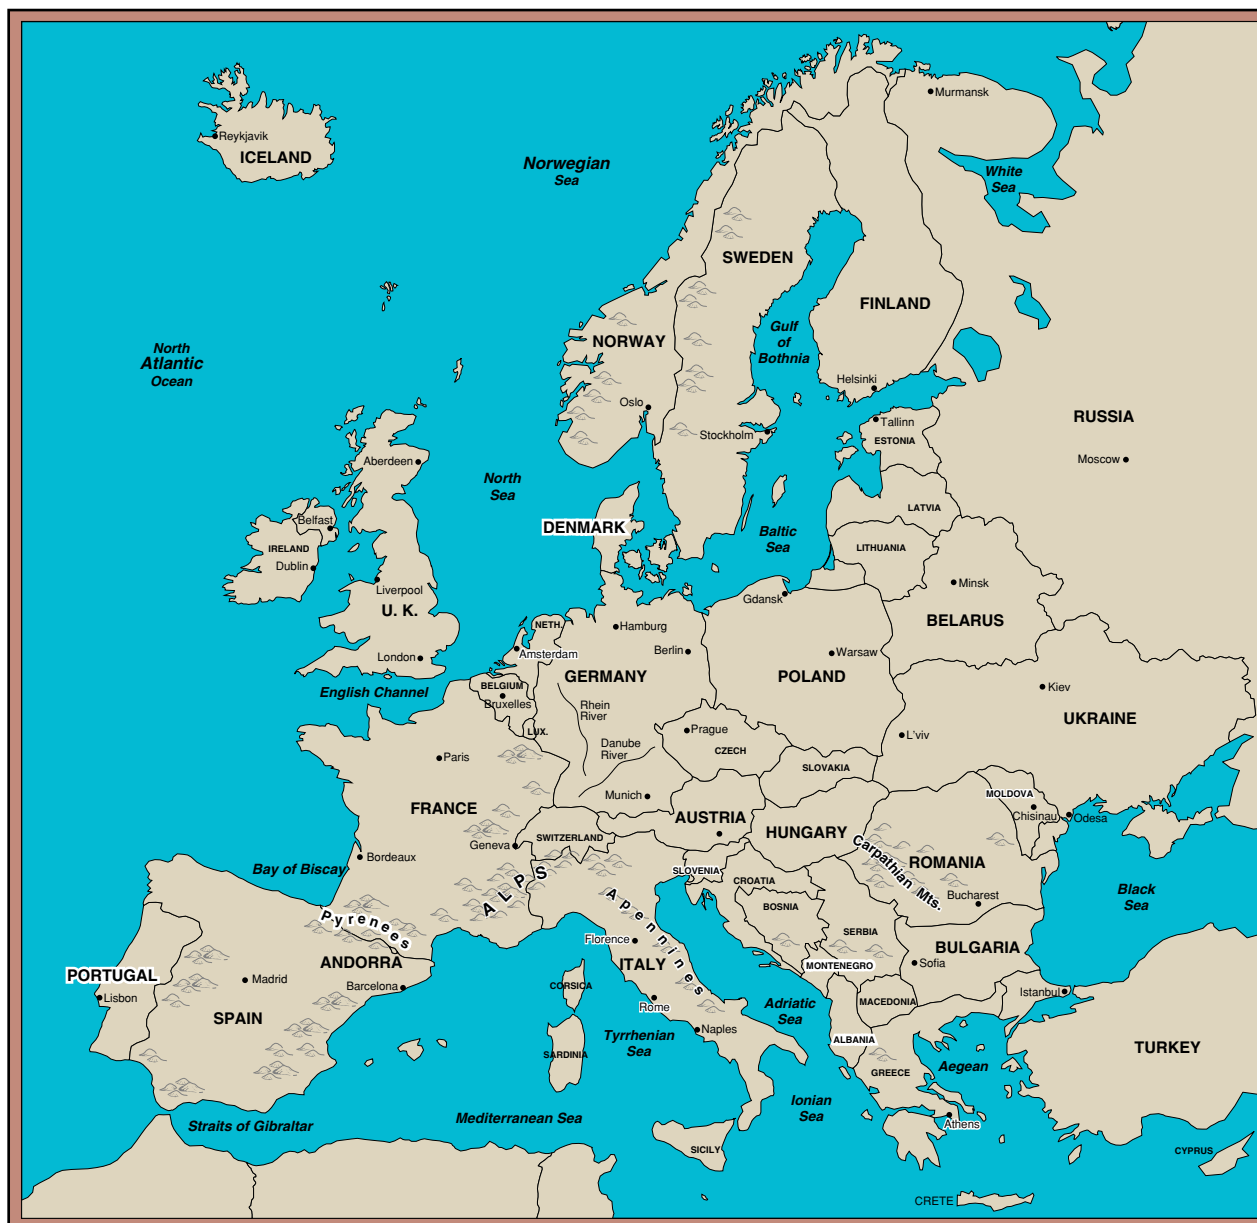 Murmansk
Reykjavik
ICELAND
Norwegian
Sea
White
Sea
SWEDEN
FINLAND
NORWAY
Gulf
of
Bothnia
North
Atlantic
Ocean
Helsinki
Oslo
RUSSIA
Tallinn
Stockholm
ESTONIA
Aberdeen
Moscow
North
Sea
LATVIA
Belfast
DENMARK
Baltic
Sea
IRELAND
LITHUANIA
Dublin
Minsk
Liverpool
Gdansk
U. K.
BELARUS
NETH.
Hamburg
London
Amsterdam
Berlin
Warsaw
GERMANY
POLAND
English Channel
BELGIUM
Bruxelles
Kiev
Rhein
River
UKRAINE
LUX.
Prague
L'viv
Danube
River
CZECH
Paris
SLOVAKIA
Munich
MOLDOVA
FRANCE
AUSTRIA
Chisinau
Odesa
HUNGARY
SWITZERLAND
Geneva
Bordeaux
Bay of Biscay
SLOVENIA
ROMANIA
Carpathian Mts.
CROATIA
ALPS
Bucharest
Black
Sea
BOSNIA
Apennines
Pyrenees
SERBIA
Florence
BULGARIA
ANDORRA
ITALY
MONTENEGRO
Sofia
PORTUGAL
Madrid
Barcelona
CORSICA
Istanbul
Lisbon
Rome
Adriatic
Sea
MACEDONIA
SPAIN
Naples
Tyrrhenian
Sea
ALBANIA
TURKEY
SARDINIA
GREECE
Aegean
Ionian
Sea
Straits of Gibraltar
Mediterranean Sea
Athens
SICILY
CYPRUS
CRETE